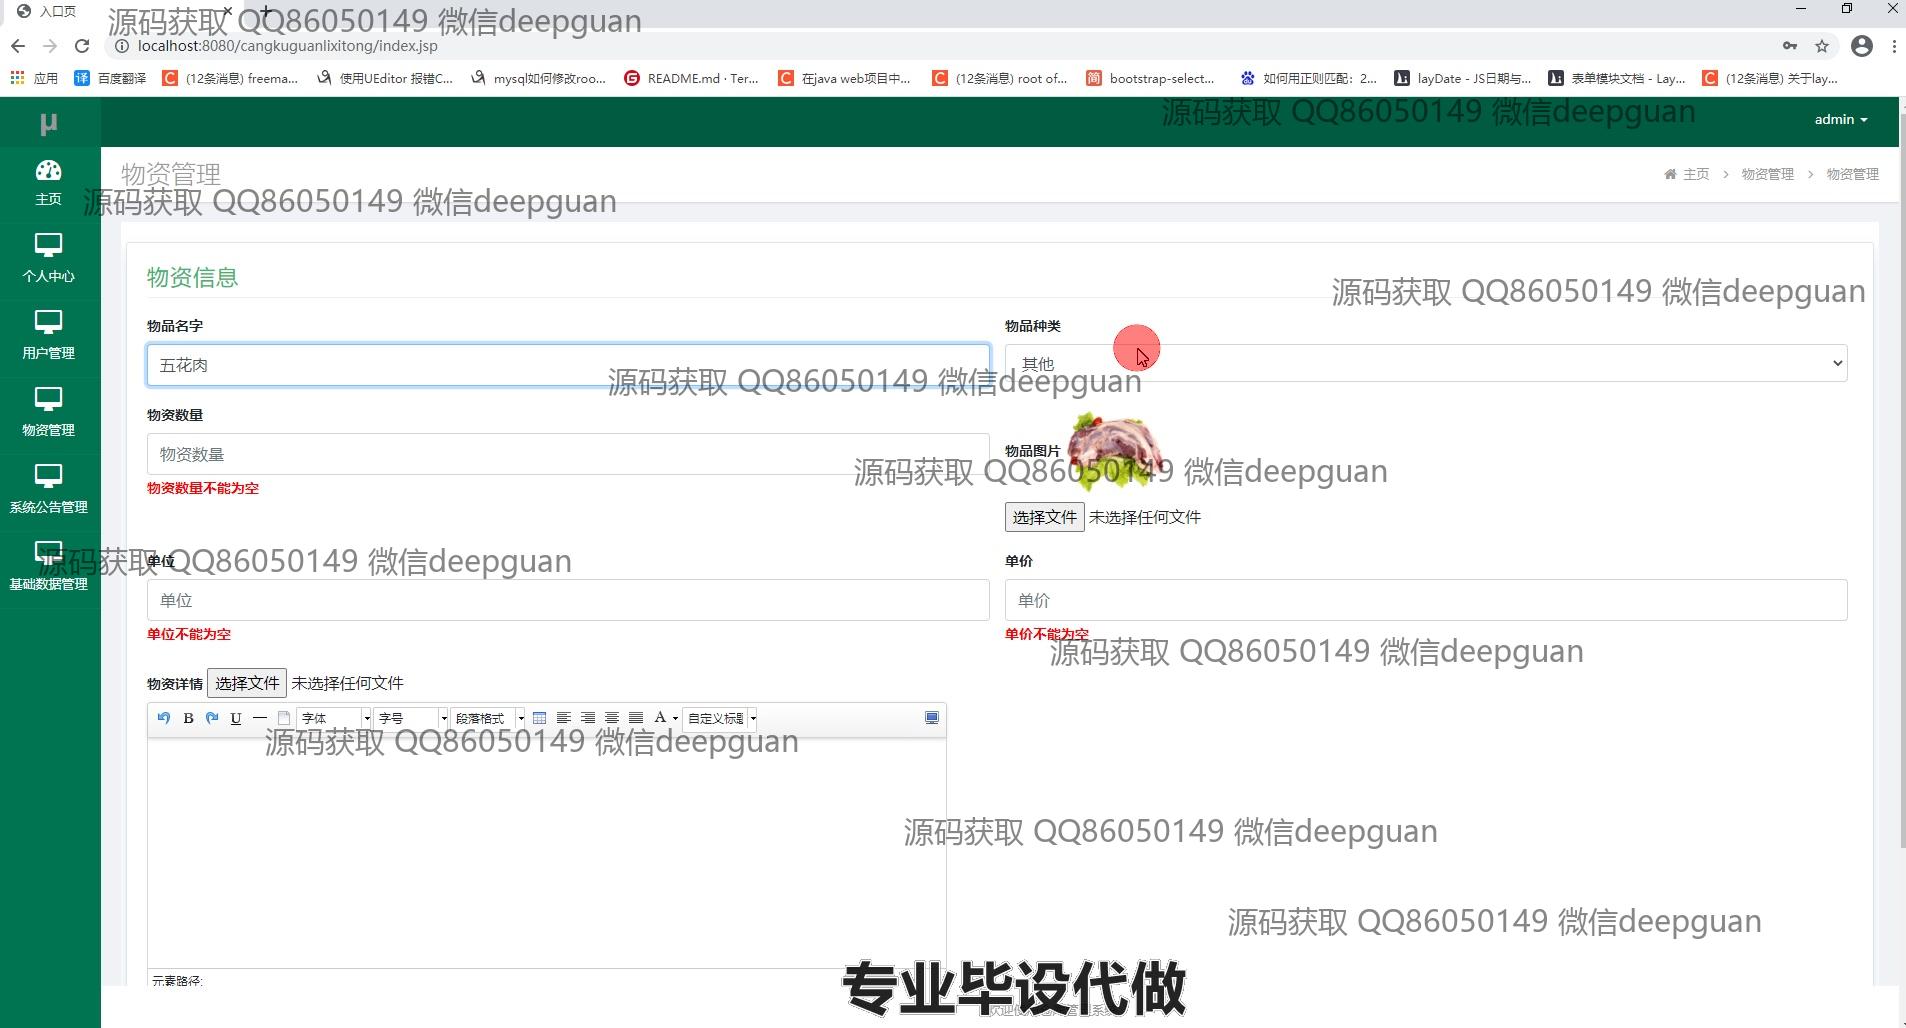 入口页
源码获取 QQ86050149 微信deepguan
localhost:8080/cangkuguanlixitong/index.jsp
应用
百度翻译
(12条消息) freema...
使用UEditor 报错C...
mysql如何修改roo...
README.md · Ter...
在java web项目中...
(12条消息) root of...
bootstrap-select...
如何用正则匹配：2...
layDate - JS日期与...
表单模块文档 - Lay...
(12条消息) 关于lay...
源码获取 QQ86050149 微信deepguan
μ
admin
主页
物资管理
主页 > 物资管理 > 物资管理
源码获取 QQ86050149 微信deepguan
个人中心
用户管理
物资管理
系统公告管理
基础数据管理
物资信息
源码获取 QQ86050149 微信deepguan
物品名字
物品种类
五花肉
其他
源码获取 QQ86050149 微信deepguan
物资数量
物资数量
物品图片
源码获取 QQ86050149 微信deepguan
物资数量不能为空
选择文件 未选择任何文件
源码获取 QQ86050149 微信deepguan
单位
单价
单位
单价
单位不能为空
单价不能为空
源码获取 QQ86050149 微信deepguan
物资详情 选择文件 未选择任何文件
B U 字体 字号 段落格式 A 自定义标题
源码获取 QQ86050149 微信deepguan
源码获取 QQ86050149 微信deepguan
源码获取 QQ86050149 微信deepguan
元素路径:
专业毕设代做